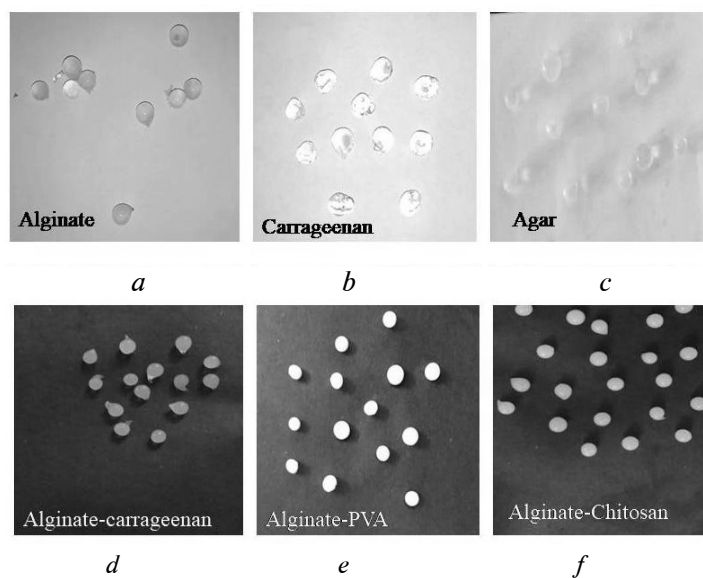 Alginate
Carrageenan
Agar
a
b
c
Alginate-carrageenan
Alginate-PVA
Alginate-Chitosan
d
e
f